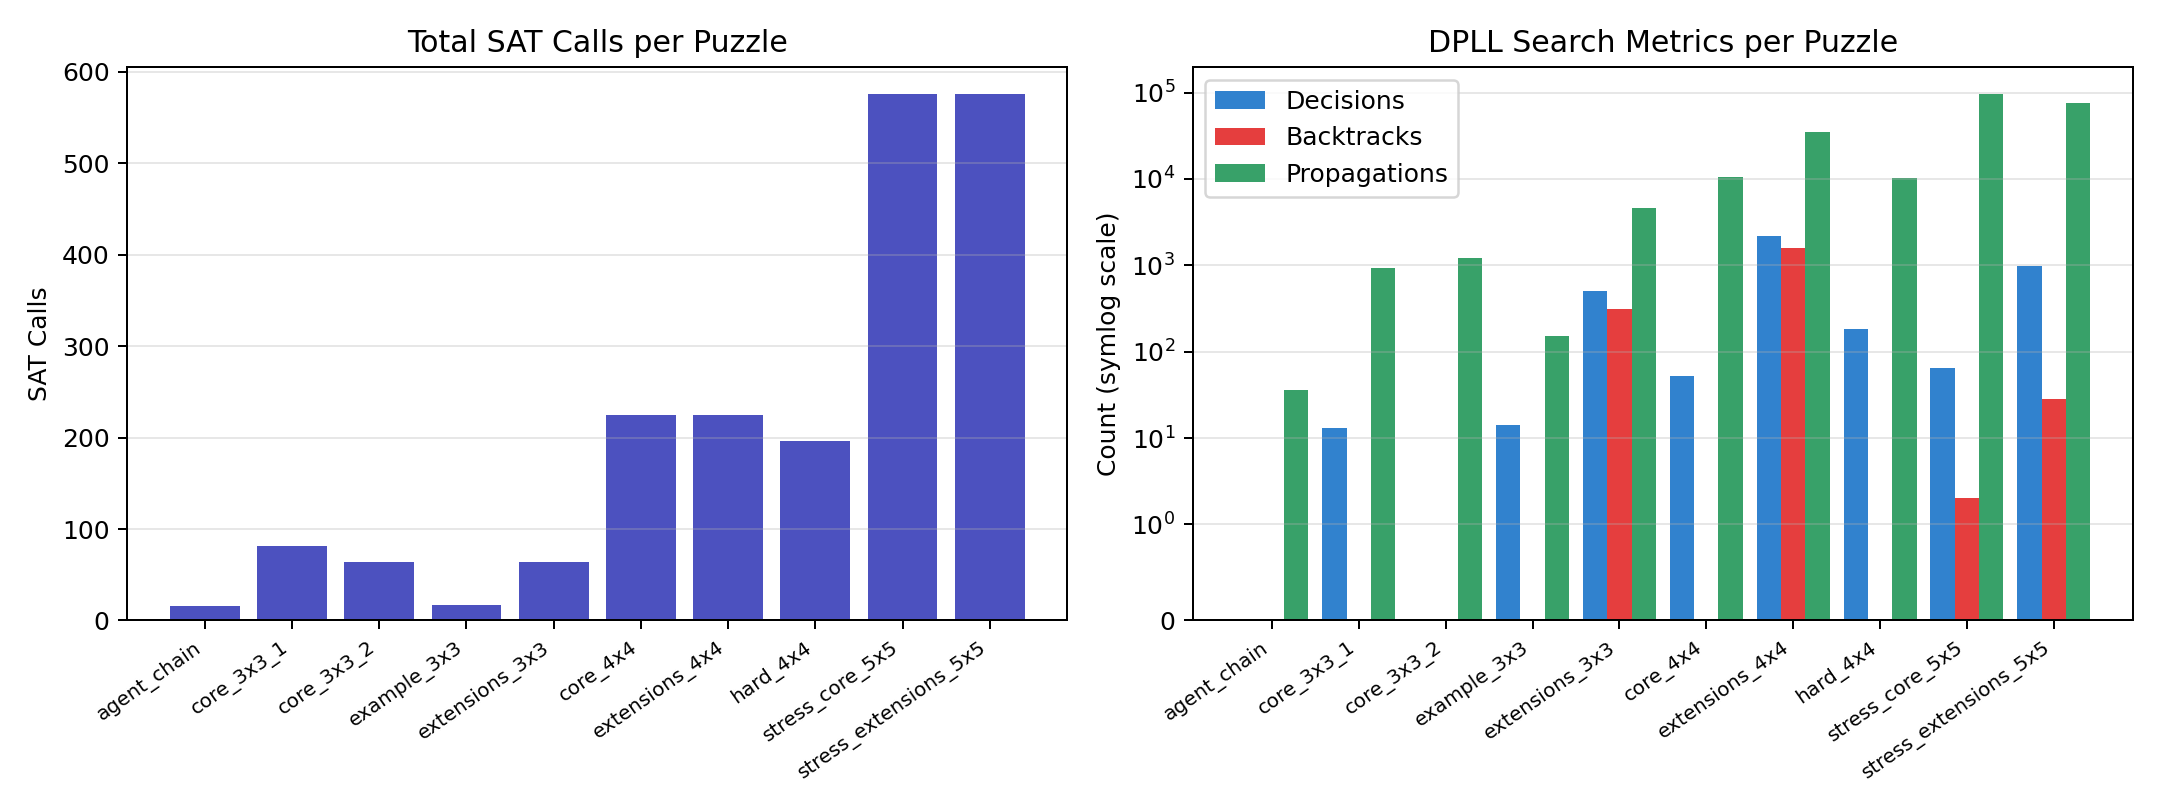 Total SAT Calls per Puzzle
SAT Calls
600
500
400
300
200
100
0
agent_chain
core_3x3_1
core_3x3_2
example_3x3
extensions_3x3
core_4x4
extensions_4x4
hard_4x4
stress_core_5x5
stress_extensions_5x5
DPLL Search Metrics per Puzzle
Count (symlog scale)
10^5
10^4
10^3
10^2
10^1
10^0
0
Decisions
Backtracks
Propagations
agent_chain
core_3x3_1
core_3x3_2
example_3x3
extensions_3x3
core_4x4
extensions_4x4
hard_4x4
stress_core_5x5
stress_extensions_5x5